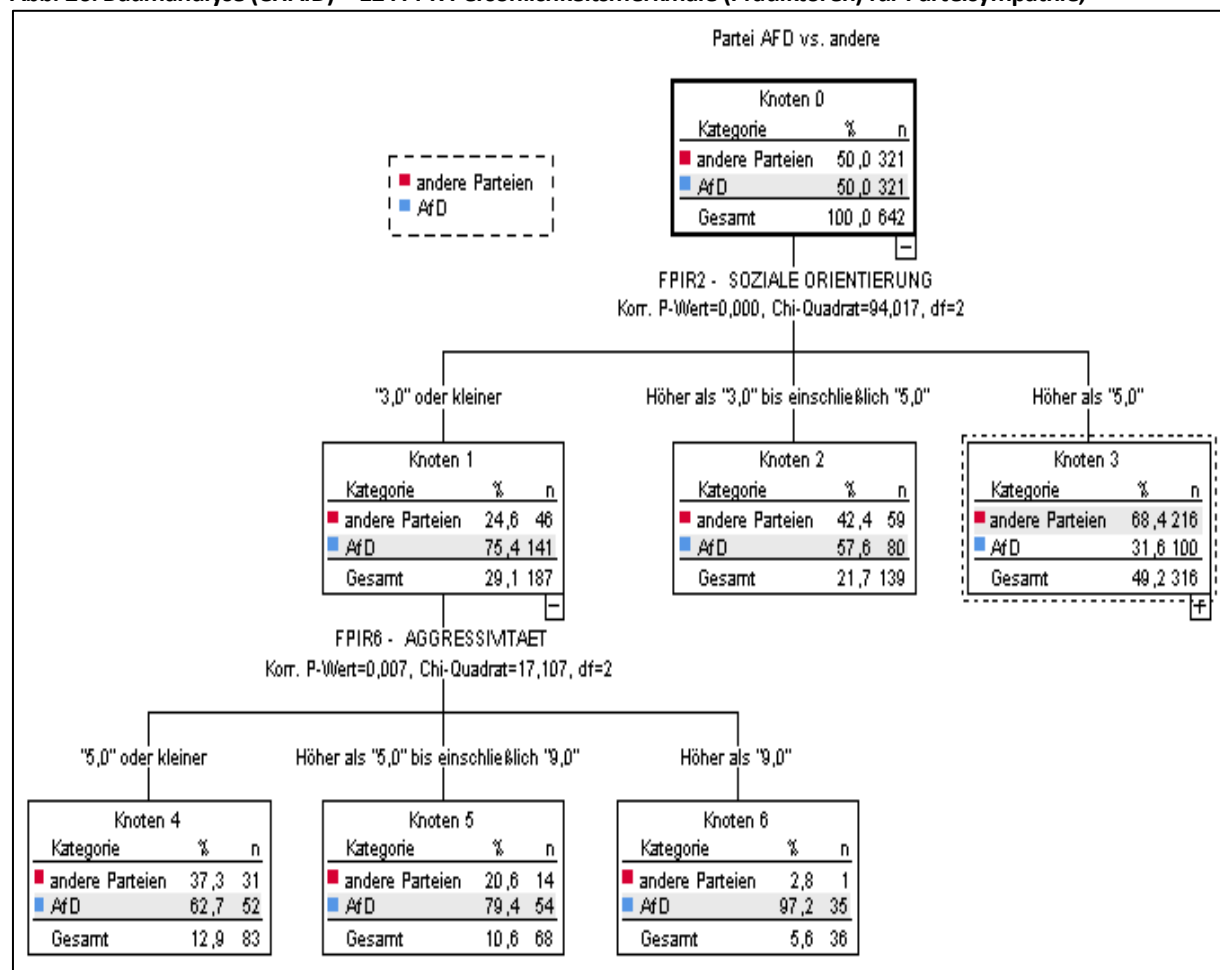 Partei AFD vs. andere
Knoten 0
Kategorie % n
andere Parteien 50,0 321
AfD 50,0 321
Gesamt 100,0 642
andere Parteien
AfD
FPIR2 - SOZIALE ORIENTIERUNG
Korr. P-Wert=0,000, Chi-Quadrat=94,017, df=2
"3,0" oder kleiner
Höher als "3,0" bis einschließlich "5,0"
Höher als "5,0"
Knoten 1
Kategorie % n
andere Parteien 24,6 46
AfD 75,4 141
Gesamt 29,1 187
Knoten 2
Kategorie % n
andere Parteien 42,4 59
AfD 57,6 80
Gesamt 21,7 139
Knoten 3
Kategorie % n
andere Parteien 68,4 216
AfD 31,6 100
Gesamt 49,2 316
FPIR6 - AGGRESSIVITAET
Korr. P-Wert=0,007, Chi-Quadrat=17,107, df=2
"5,0" oder kleiner
Höher als "5,0" bis einschließlich "9,0"
Höher als "9,0"
Knoten 4
Kategorie % n
andere Parteien 37,3 31
AfD 62,7 52
Gesamt 12,9 83
Knoten 5
Kategorie % n
andere Parteien 20,6 14
AfD 79,4 54
Gesamt 10,6 68
Knoten 6
Kategorie % n
andere Parteien 2,8 1
AfD 97,2 35
Gesamt 5,6 36